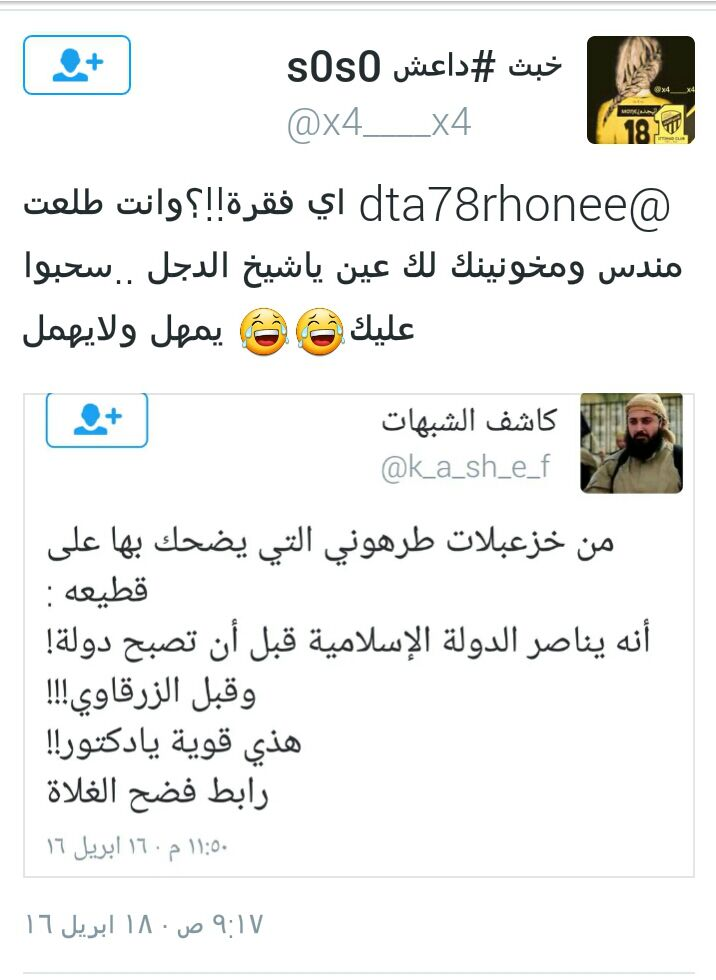 خبث #داعش s0s0
@x4____x4
@dta78rhonee اي فقرة!!؟وانت طلعت
مندس ومخونينك لك عين ياشيخ الدجل ..سحبوا
عليك😂😂 يمهل ولايهمل
كاشف الشبهات
@k_a_sh_e_f
من خزعبلات طرهوني التي يضحك بها على
قطيعه :
أنه يناصر الدولة الإسلامية قبل أن تصبح دولة!
وقبل الزرقاوي!!!
هذي قوية يادكتور!!
رابط فضح الغلاة
١١:٥٠ م · ١٦ ابريل ١٦
٩:١٧ ص · ١٨ ابريل ١٦